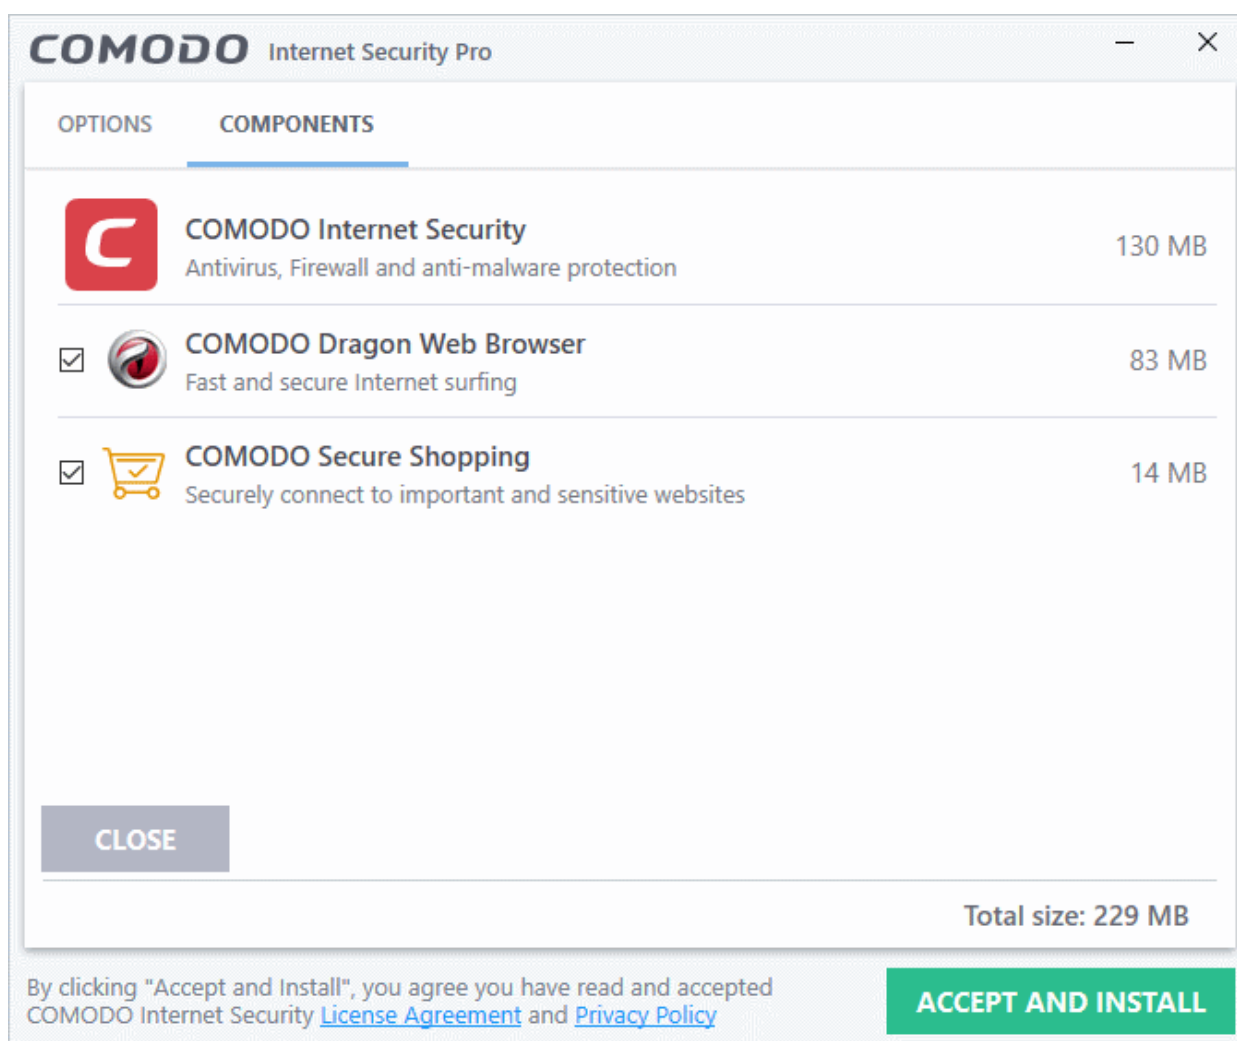 COMODO Internet Security Pro
OPTIONS COMPONENTS
COMODO Internet Security
Antivirus, Firewall and anti-malware protection
130 MB
COMODO Dragon Web Browser
Fast and secure Internet surfing
83 MB
COMODO Secure Shopping
Securely connect to important and sensitive websites
14 MB
CLOSE
Total size: 229 MB
By clicking "Accept and Install", you agree you have read and accepted
COMODO Internet Security License Agreement and Privacy Policy
ACCEPT AND INSTALL